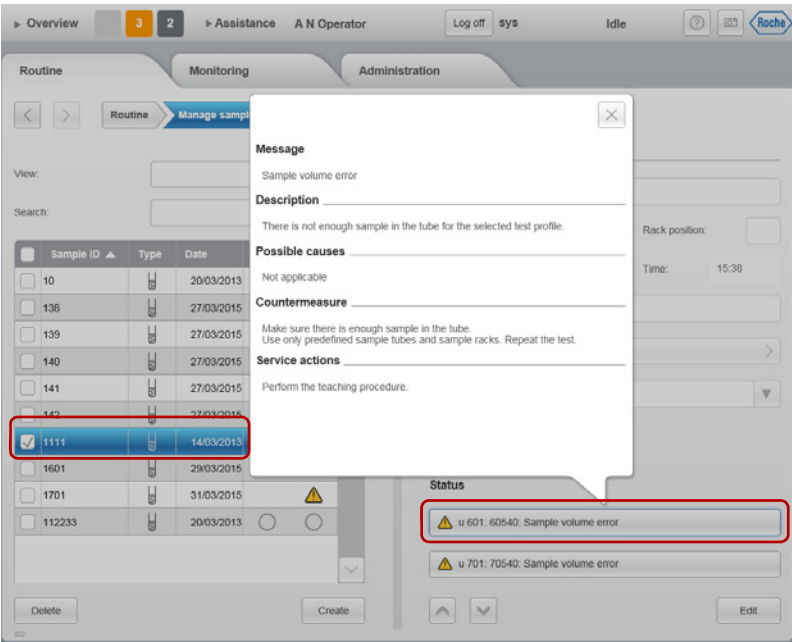 Overview 3 2 Assistance A N Operator Log off sys Idle ? Roche
Routine Monitoring Administration
Routine Manage sampl
Message
Sample volume error
View:
Description
Search:
There is not enough sample in the tube for the selected test profile.
Rack position:
Possible causes
Sample ID Type Date
Time: 15:38
Not applicable
10 20/03/2013
Countermeasure
138 27/03/2015
Make sure there is enough sample in the tube.
139 27/03/2015
Use only predefined sample tubes and sample racks. Repeat the test.
140 27/03/2015
Service actions
141 27/03/2015
Perform the teaching procedure.
142 27/03/2015
1111 14/03/2013
1601 29/03/2015
Status
1701 31/03/2015
112233 20/03/2013
u 601: 60540: Sample volume error
u 701: 70540: Sample volume error
Delete Create Edit